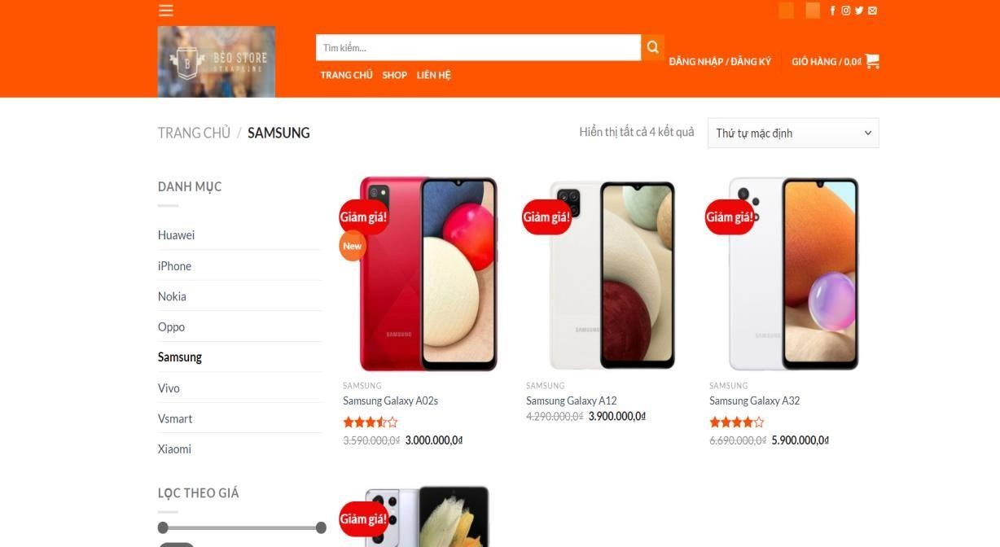 BÈO STORE
STRAPLINE
B
Tìm kiếm...
TRANG CHỦ SHOP LIÊN HỆ
ĐĂNG NHẬP / ĐĂNG KÝ
GIỎ HÀNG / 0,0₫
TRANG CHỦ / SAMSUNG
Hiển thị tất cả 4 kết quả
Thứ tự mặc định
DANH MỤC
Huawei
iPhone
Nokia
Oppo
Samsung
Vivo
Vsmart
Xiaomi
LỌC THEO GIÁ
Giảm giá!
New
SAMSUNG
SAMSUNG
Samsung Galaxy A02s
3.590.000,0₫ 3.000.000,0₫
Giảm giá!
SAMSUNG
SAMSUNG
Samsung Galaxy A12
4.290.000,0₫ 3.900.000,0₫
Giảm giá!
SAMSUNG
SAMSUNG
Samsung Galaxy A32
6.690.000,0₫ 5.900.000,0₫
Giảm giá!